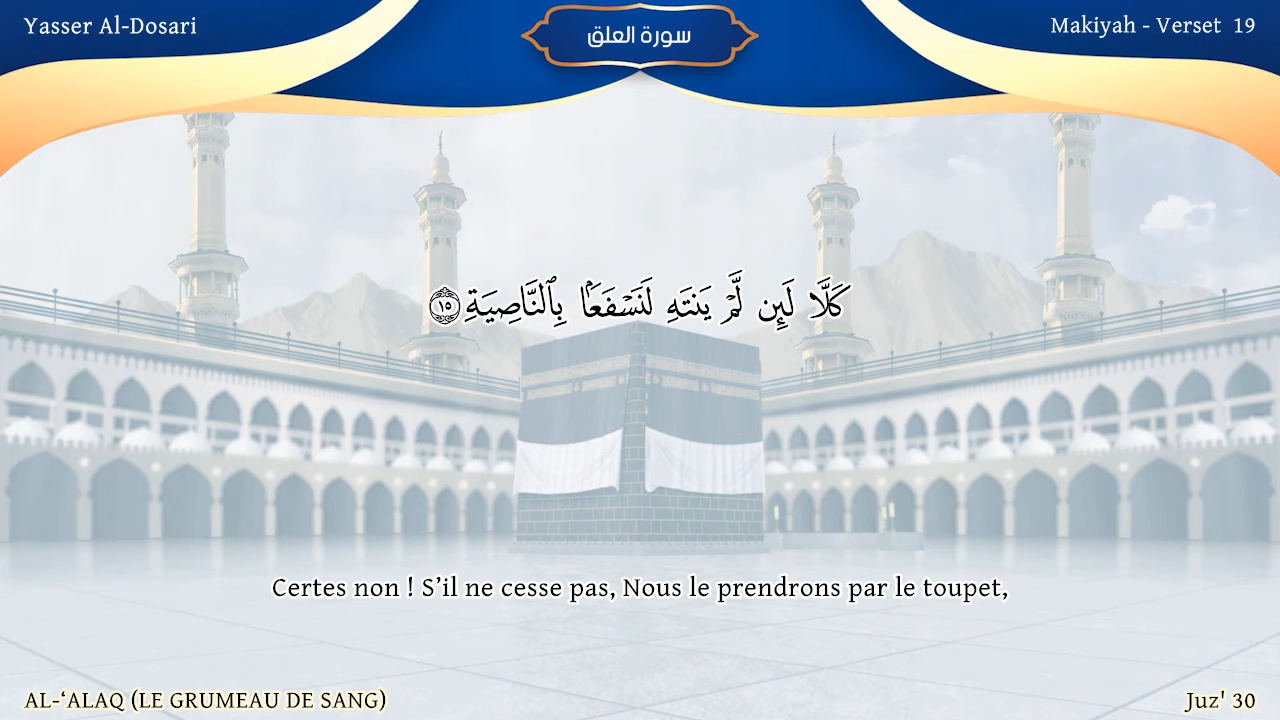 Yasser Al-Dosari
سورة العلق
Makiyah - Verset 19
كَلَّا لَئِن لَّمْ يَنتَهِ لَنَسْفَعًۢا بِٱلنَّاصِيَةِ ١٥
Certes non ! S’il ne cesse pas, Nous le prendrons par le toupet,
AL-‘ALAQ (LE GRUMEAU DE SANG)
Juz' 30